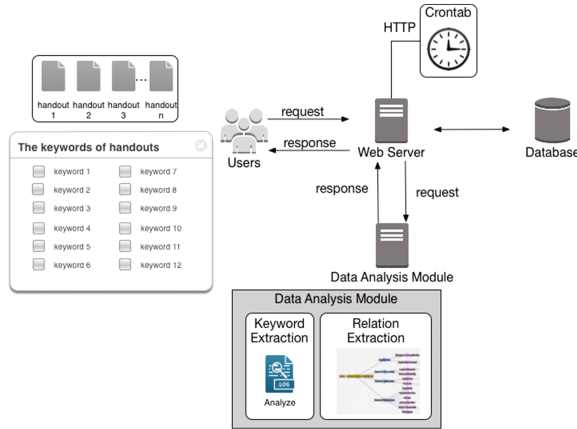 Crontab
HTTP
...
handout 1
handout 2
handout 3
handout n
The keywords of handouts
keyword 1
keyword 7
keyword 2
keyword 8
keyword 3
keyword 9
keyword 4
keyword 10
keyword 5
keyword 11
keyword 6
keyword 12
request
response
Users
Web Server
Database
response
request
Data Analysis Module
Data Analysis Module
Keyword
Extraction
.LOG
Analyze
Relation
Extraction